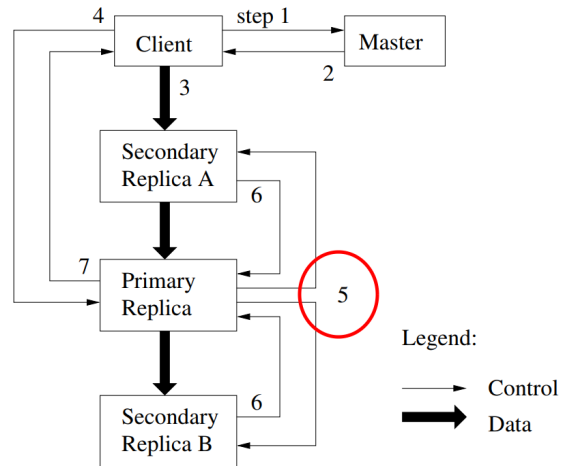 4
step 1
Client
Master
2
3
Secondary
Replica A
6
7
Primary
Replica
5
Legend:
Control
Data
6
Secondary
Replica B